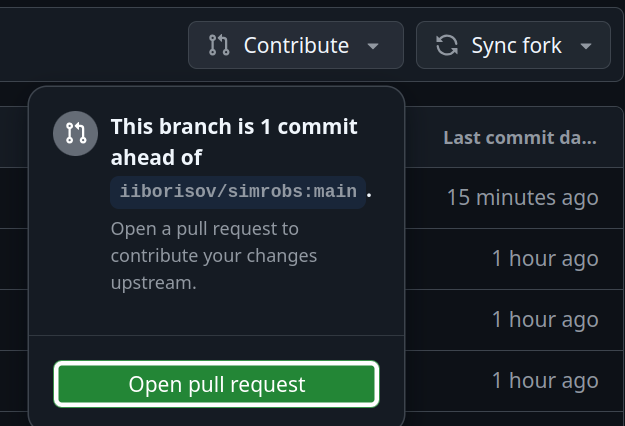 Contribute
Sync fork
This branch is 1 commit
ahead of
iiborisov/simrobs:main .
Open a pull request to
contribute your changes
upstream.
Open pull request
Last commit da...
15 minutes ago
1 hour ago
1 hour ago
1 hour ago